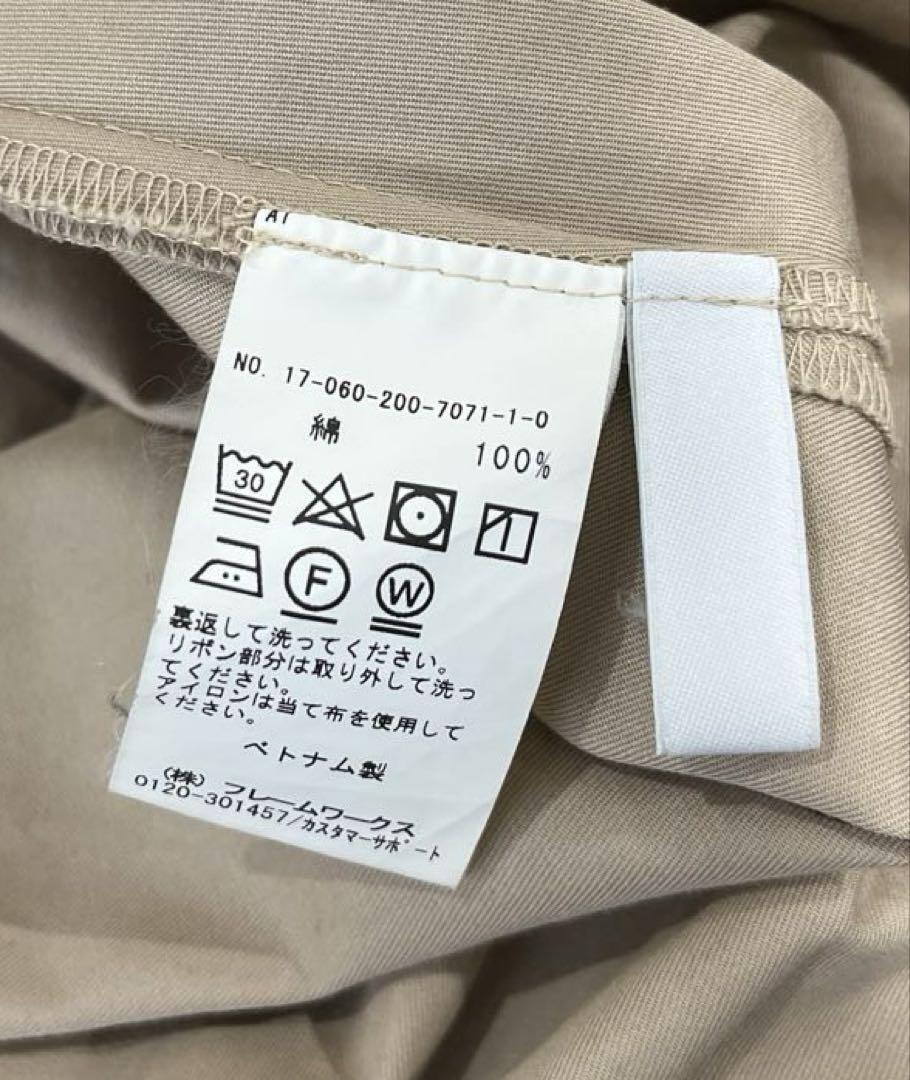 A1
NO. 17-060-200-7071-1-0
綿 100%
30
F W
裏返して洗ってください。
リボン部分は取り外して洗っ
てください。
アイロンは当て布を使用して
ください。
ベトナム製
(株) フレームワークス
0120-301457/カスタマーサポート